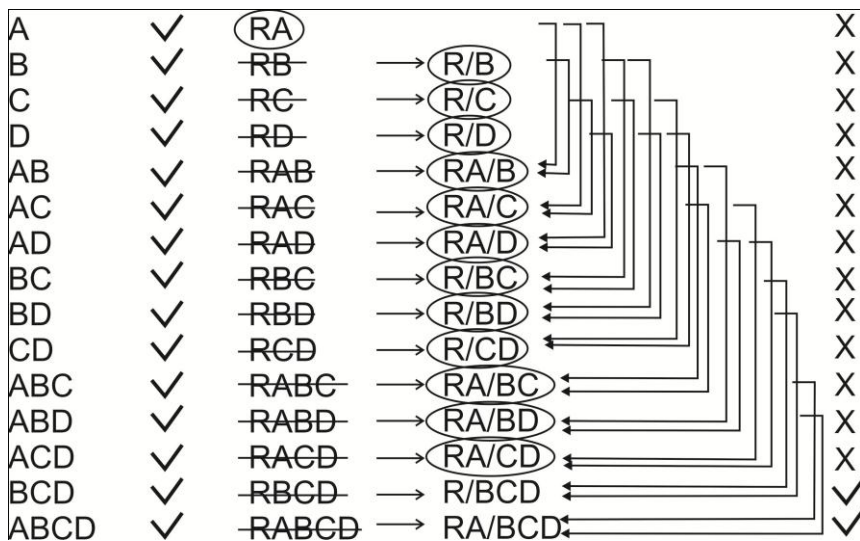 A ✓ RA X
B ✓ RB → R/B X
C ✓ RC → R/C X
D ✓ RD → R/D X
AB ✓ RAB → RA/B X
AC ✓ RAC → RA/C X
AD ✓ RAD → RA/D X
BC ✓ RBC → R/BC X
BD ✓ RBD → R/BD X
CD ✓ RCD → R/CD X
ABC ✓ RABC → RA/BC X
ABD ✓ RABD → RA/BD X
ACD ✓ RACD → RA/CD X
BCD ✓ RBCD → R/BCD ✓
ABCD ✓ RABCD → RA/BCD ✓